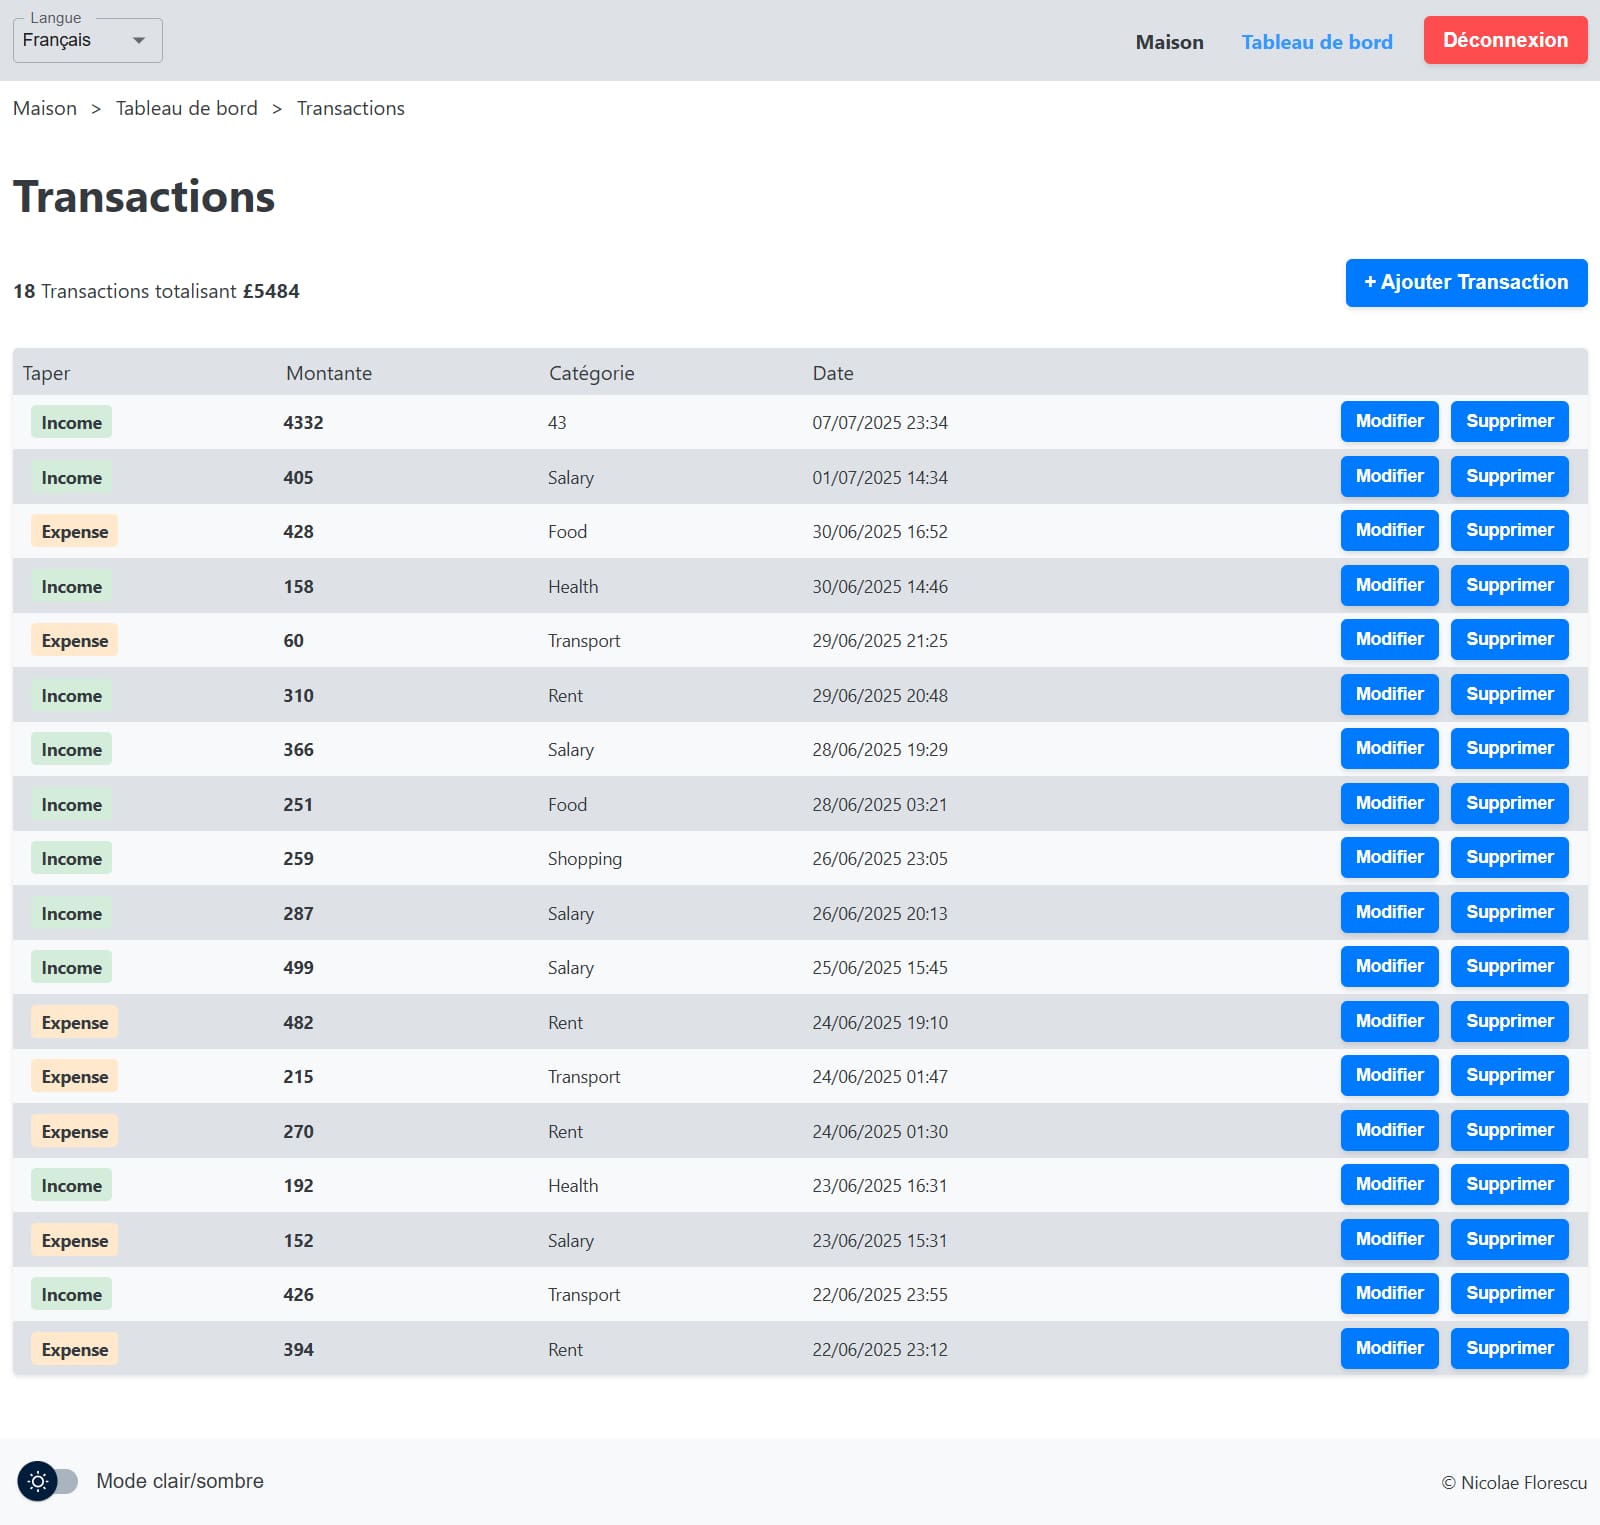 Langue
Français
Maison Tableau de bord Déconnexion
Maison > Tableau de bord > Transactions
Transactions
18 Transactions totalisant £5484
+ Ajouter Transaction
Taper Montante Catégorie Date
Income 4332 43 07/07/2025 23:34 Modifier Supprimer
Income 405 Salary 01/07/2025 14:34 Modifier Supprimer
Expense 428 Food 30/06/2025 16:52 Modifier Supprimer
Income 158 Health 30/06/2025 14:46 Modifier Supprimer
Expense 60 Transport 29/06/2025 21:25 Modifier Supprimer
Income 310 Rent 29/06/2025 20:48 Modifier Supprimer
Income 366 Salary 28/06/2025 19:29 Modifier Supprimer
Income 251 Food 28/06/2025 03:21 Modifier Supprimer
Income 259 Shopping 26/06/2025 23:05 Modifier Supprimer
Income 287 Salary 26/06/2025 20:13 Modifier Supprimer
Income 499 Salary 25/06/2025 15:45 Modifier Supprimer
Expense 482 Rent 24/06/2025 19:10 Modifier Supprimer
Expense 215 Transport 24/06/2025 01:47 Modifier Supprimer
Expense 270 Rent 24/06/2025 01:30 Modifier Supprimer
Income 192 Health 23/06/2025 16:31 Modifier Supprimer
Expense 152 Salary 23/06/2025 15:31 Modifier Supprimer
Income 426 Transport 22/06/2025 23:55 Modifier Supprimer
Expense 394 Rent 22/06/2025 23:12 Modifier Supprimer
Mode clair/sombre
© Nicolae Florescu